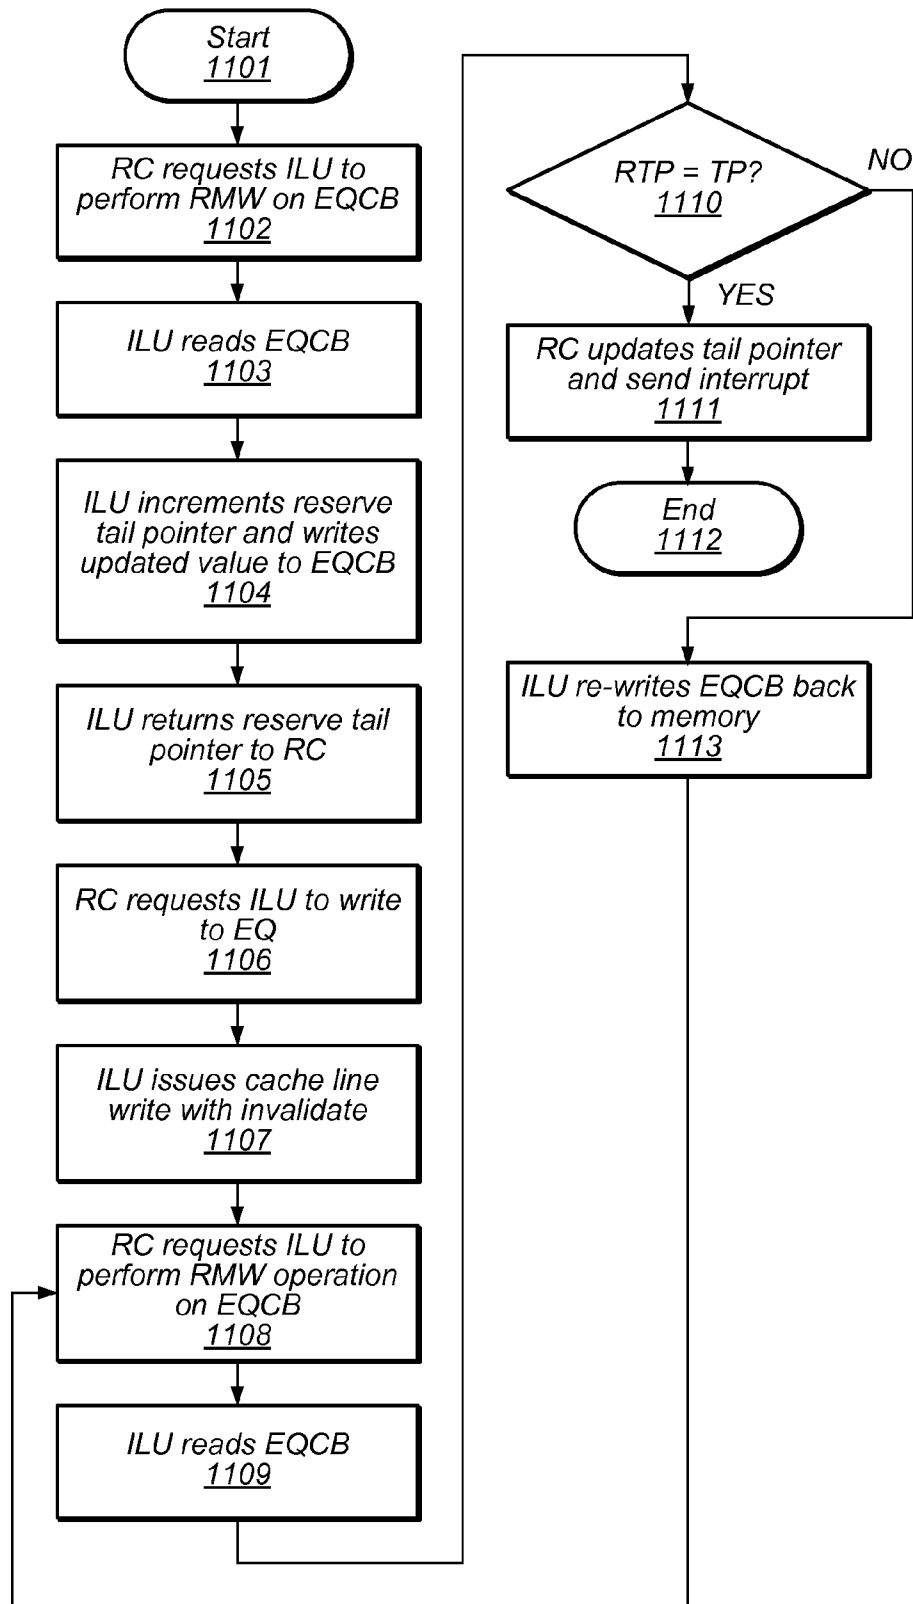 Start
1101
RC requests ILU to
perform RMW on EQCB
1102
ILU reads EQCB
1103
ILU increments reserve
tail pointer and writes
updated value to EQCB
1104
ILU returns reserve tail
pointer to RC
1105
RC requests ILU to write
to EQ
1106
ILU issues cache line
write with invalidate
1107
RC requests ILU to
perform RMW operation
on EQCB
1108
ILU reads EQCB
1109
RTP = TP?
1110
NO
YES
RC updates tail pointer
and send interrupt
1111
End
1112
ILU re-writes EQCB back
to memory
1113